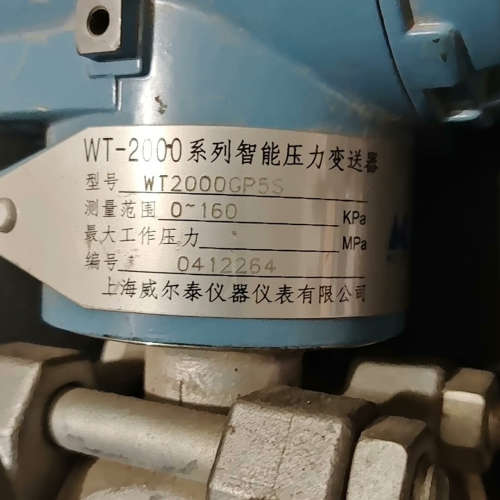 WT-2000系列智能压力变送器
型号 WT2000GP5S
测量范围 0~160 KPa
最大工作压力 MPa
编号 0412264
上海威尔泰仪器仪表有限公司